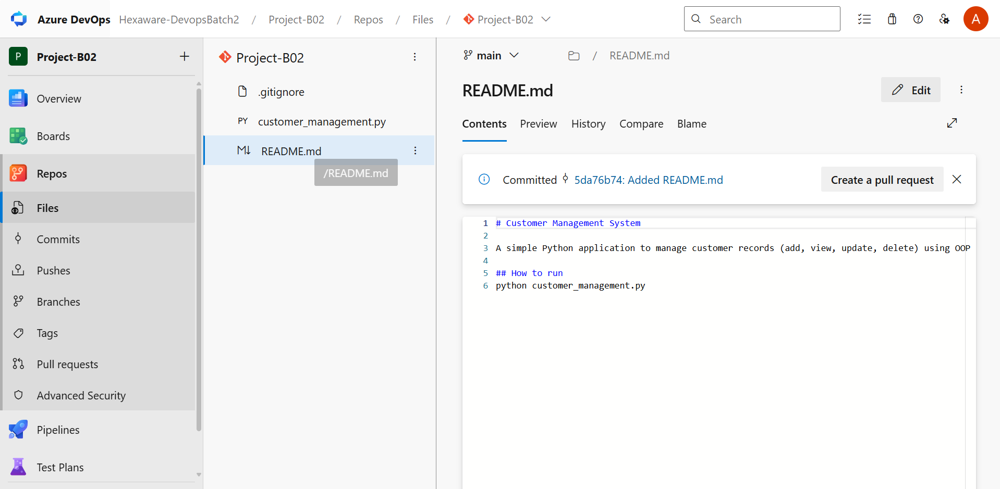 Azure DevOps Hexaware-DevopsBatch2 / Project-B02 / Repos / Files / Project-B02
Search
A
P Project-B02
Overview
Boards
Repos
Files
Commits
Pushes
Branches
Tags
Pull requests
Advanced Security
Pipelines
Test Plans
Project-B02
.gitignore
PY customer_management.py
M↓ README.md
/README.md
main / README.md
README.md
Edit
Contents Preview History Compare Blame
Committed 5da76b74: Added README.md
Create a pull request
1 # Customer Management System
2
3 A simple Python application to manage customer records (add, view, update, delete) using OOP
4
5 ## How to run
6 python customer_management.py